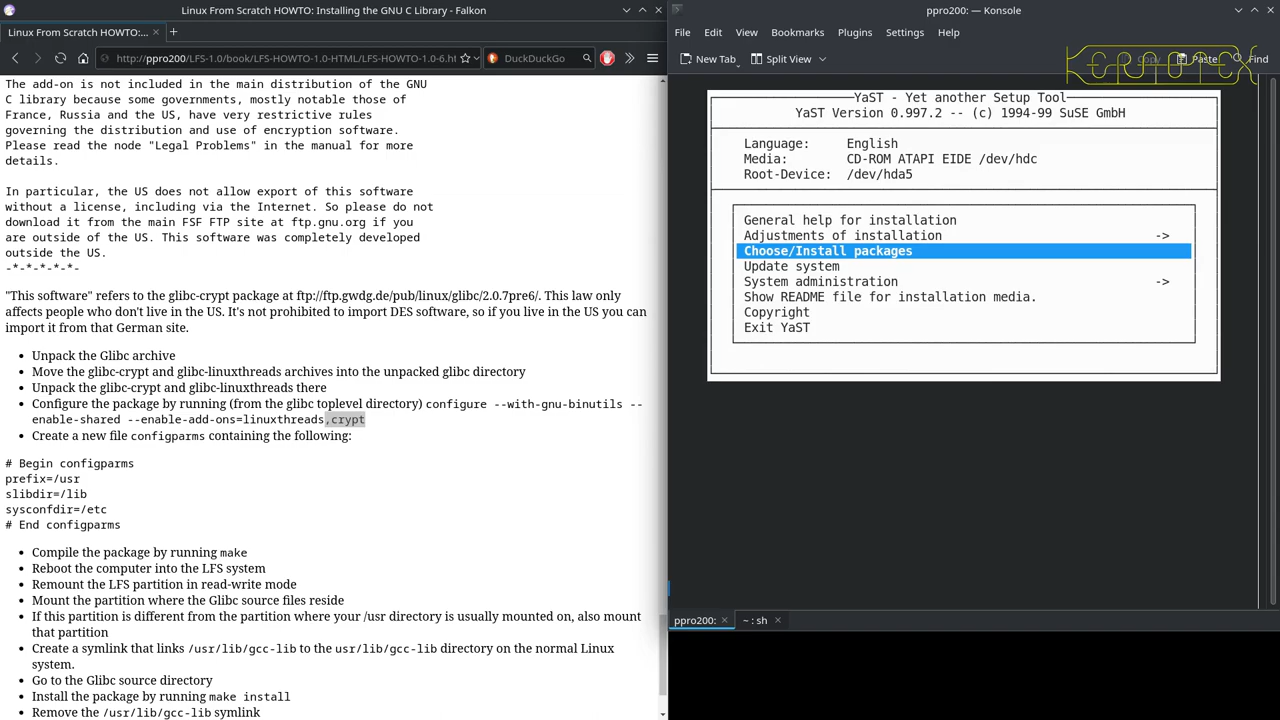 Linux From Scratch HOWTO: Installing the GNU C Library - Falkon
Linux From Scratch HOWTO:...
http://ppro200/LFS-1.0/book/LFS-HOWTO-1.0-HTML/LFS-HOWTO-1.0-6.ht
DuckDuckGo
The add-on is not included in the main distribution of the GNU
C library because some governments, mostly notable those of
France, Russia and the US, have very restrictive rules
governing the distribution and use of encryption software.
Please read the node "Legal Problems" in the manual for more
details.
In particular, the US does not allow export of this software
without a license, including via the Internet. So please do not
download it from the main FSF FTP site at ftp.gnu.org if you
are outside of the US. This software was completely developed
outside the US.
-*-*-*-*-*-
"This software" refers to the glibc-crypt package at ftp://ftp.gwdg.de/pub/linux/glibc/2.0.7pre6/. This law only
affects people who don't live in the US. It's not prohibited to import DES software, so if you live in the US you can
import it from that German site.
• Unpack the Glibc archive
• Move the glibc-crypt and glibc-linuxthreads archives into the unpacked glibc directory
• Unpack the glibc-crypt and glibc-linuxthreads there
• Configure the package by running (from the glibc toplevel directory) configure --with-gnu-binutils --
enable-shared --enable-add-ons=linuxthreads,crypt
• Create a new file configparms containing the following:
# Begin configparms
prefix=/usr
slibdir=/lib
sysconfdir=/etc
# End configparms
• Compile the package by running make
• Reboot the computer into the LFS system
• Remount the LFS partition in read-write mode
• Mount the partition where the Glibc source files reside
• If this partition is different from the partition where your /usr directory is usually mounted on, also mount
that partition
• Create a symlink that links /usr/lib/gcc-lib to the usr/lib/gcc-lib directory on the normal Linux
system.
• Go to the Glibc source directory
• Install the package by running make install
• Remove the /usr/lib/gcc-lib symlink
ppro200: — Konsole
File Edit View Bookmarks Plugins Settings Help
New Tab Split View Copy Paste Find
YaST - Yet another Setup Tool
YaST Version 0.997.2 -- (c) 1994-99 SuSE GmbH
Language: English
Media: CD-ROM ATAPI EIDE /dev/hdc
Root-Device: /dev/hda5
General help for installation
Adjustments of installation ->
Choose/Install packages
Update system
System administration ->
Show README file for installation media.
Copyright
Exit YaST
ppro200:
~ : sh